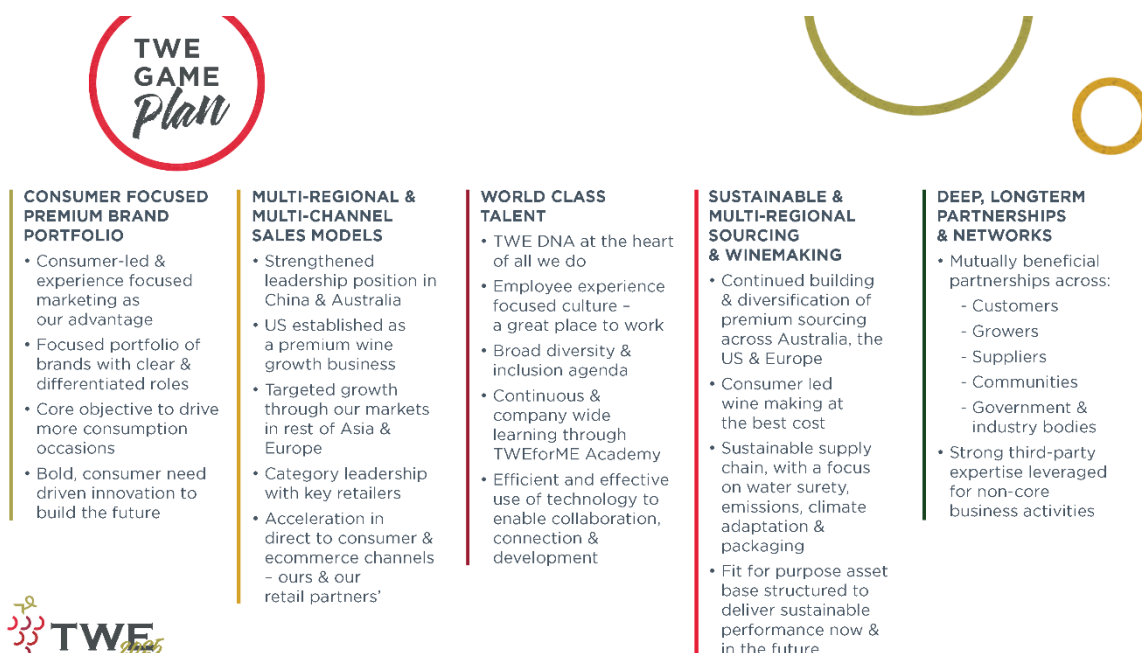 TWE
GAME
Plan
CONSUMER FOCUSED
PREMIUM BRAND
PORTFOLIO
• Consumer-led &
experience focused
marketing as
our advantage
• Focused portfolio of
brands with clear &
differentiated roles
• Core objective to drive
more consumption
occasions
• Bold, consumer need
driven innovation to
build the future
MULTI-REGIONAL &
MULTI-CHANNEL
SALES MODELS
• Strengthened
leadership position in
China & Australia
• US established as
a premium wine
growth business
• Targeted growth
through our markets
in rest of Asia &
Europe
• Category leadership
with key retailers
• Acceleration in
direct to consumer &
ecommerce channels
– ours & our
retail partners’
WORLD CLASS
TALENT
• TWE DNA at the heart
of all we do
• Employee experience
focused culture –
a great place to work
• Broad diversity &
inclusion agenda
• Continuous &
company wide
learning through
TWEforME Academy
• Efficient and effective
use of technology to
enable collaboration,
connection &
development
SUSTAINABLE &
MULTI-REGIONAL
SOURCING
& WINEMAKING
• Continued building
& diversification of
premium sourcing
across Australia, the
US & Europe
• Consumer led
wine making at
the best cost
• Sustainable supply
chain, with a focus
on water surety,
emissions, climate
adaptation &
packaging
• Fit for purpose asset
base structured to
deliver sustainable
performance now &
in the future
DEEP, LONGTERM
PARTNERSHIPS
& NETWORKS
• Mutually beneficial
partnerships across:
- Customers
- Growers
- Suppliers
- Communities
- Government &
industry bodies
• Strong third-party
expertise leveraged
for non-core
business activities
TWE
2025